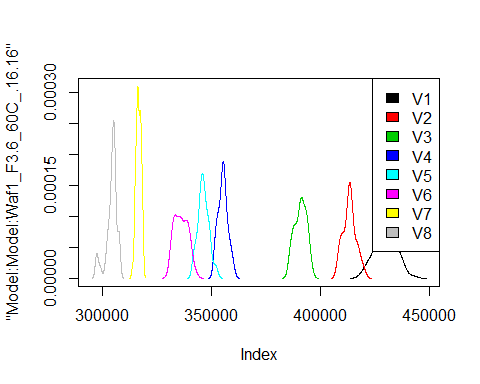 "Model:Model:Waf1_F3.6_60C_.16.16"
0.00030
0.00015
0.00000
V1
V2
V3
V4
V5
V6
V7
V8
300000
350000
400000
450000
Index